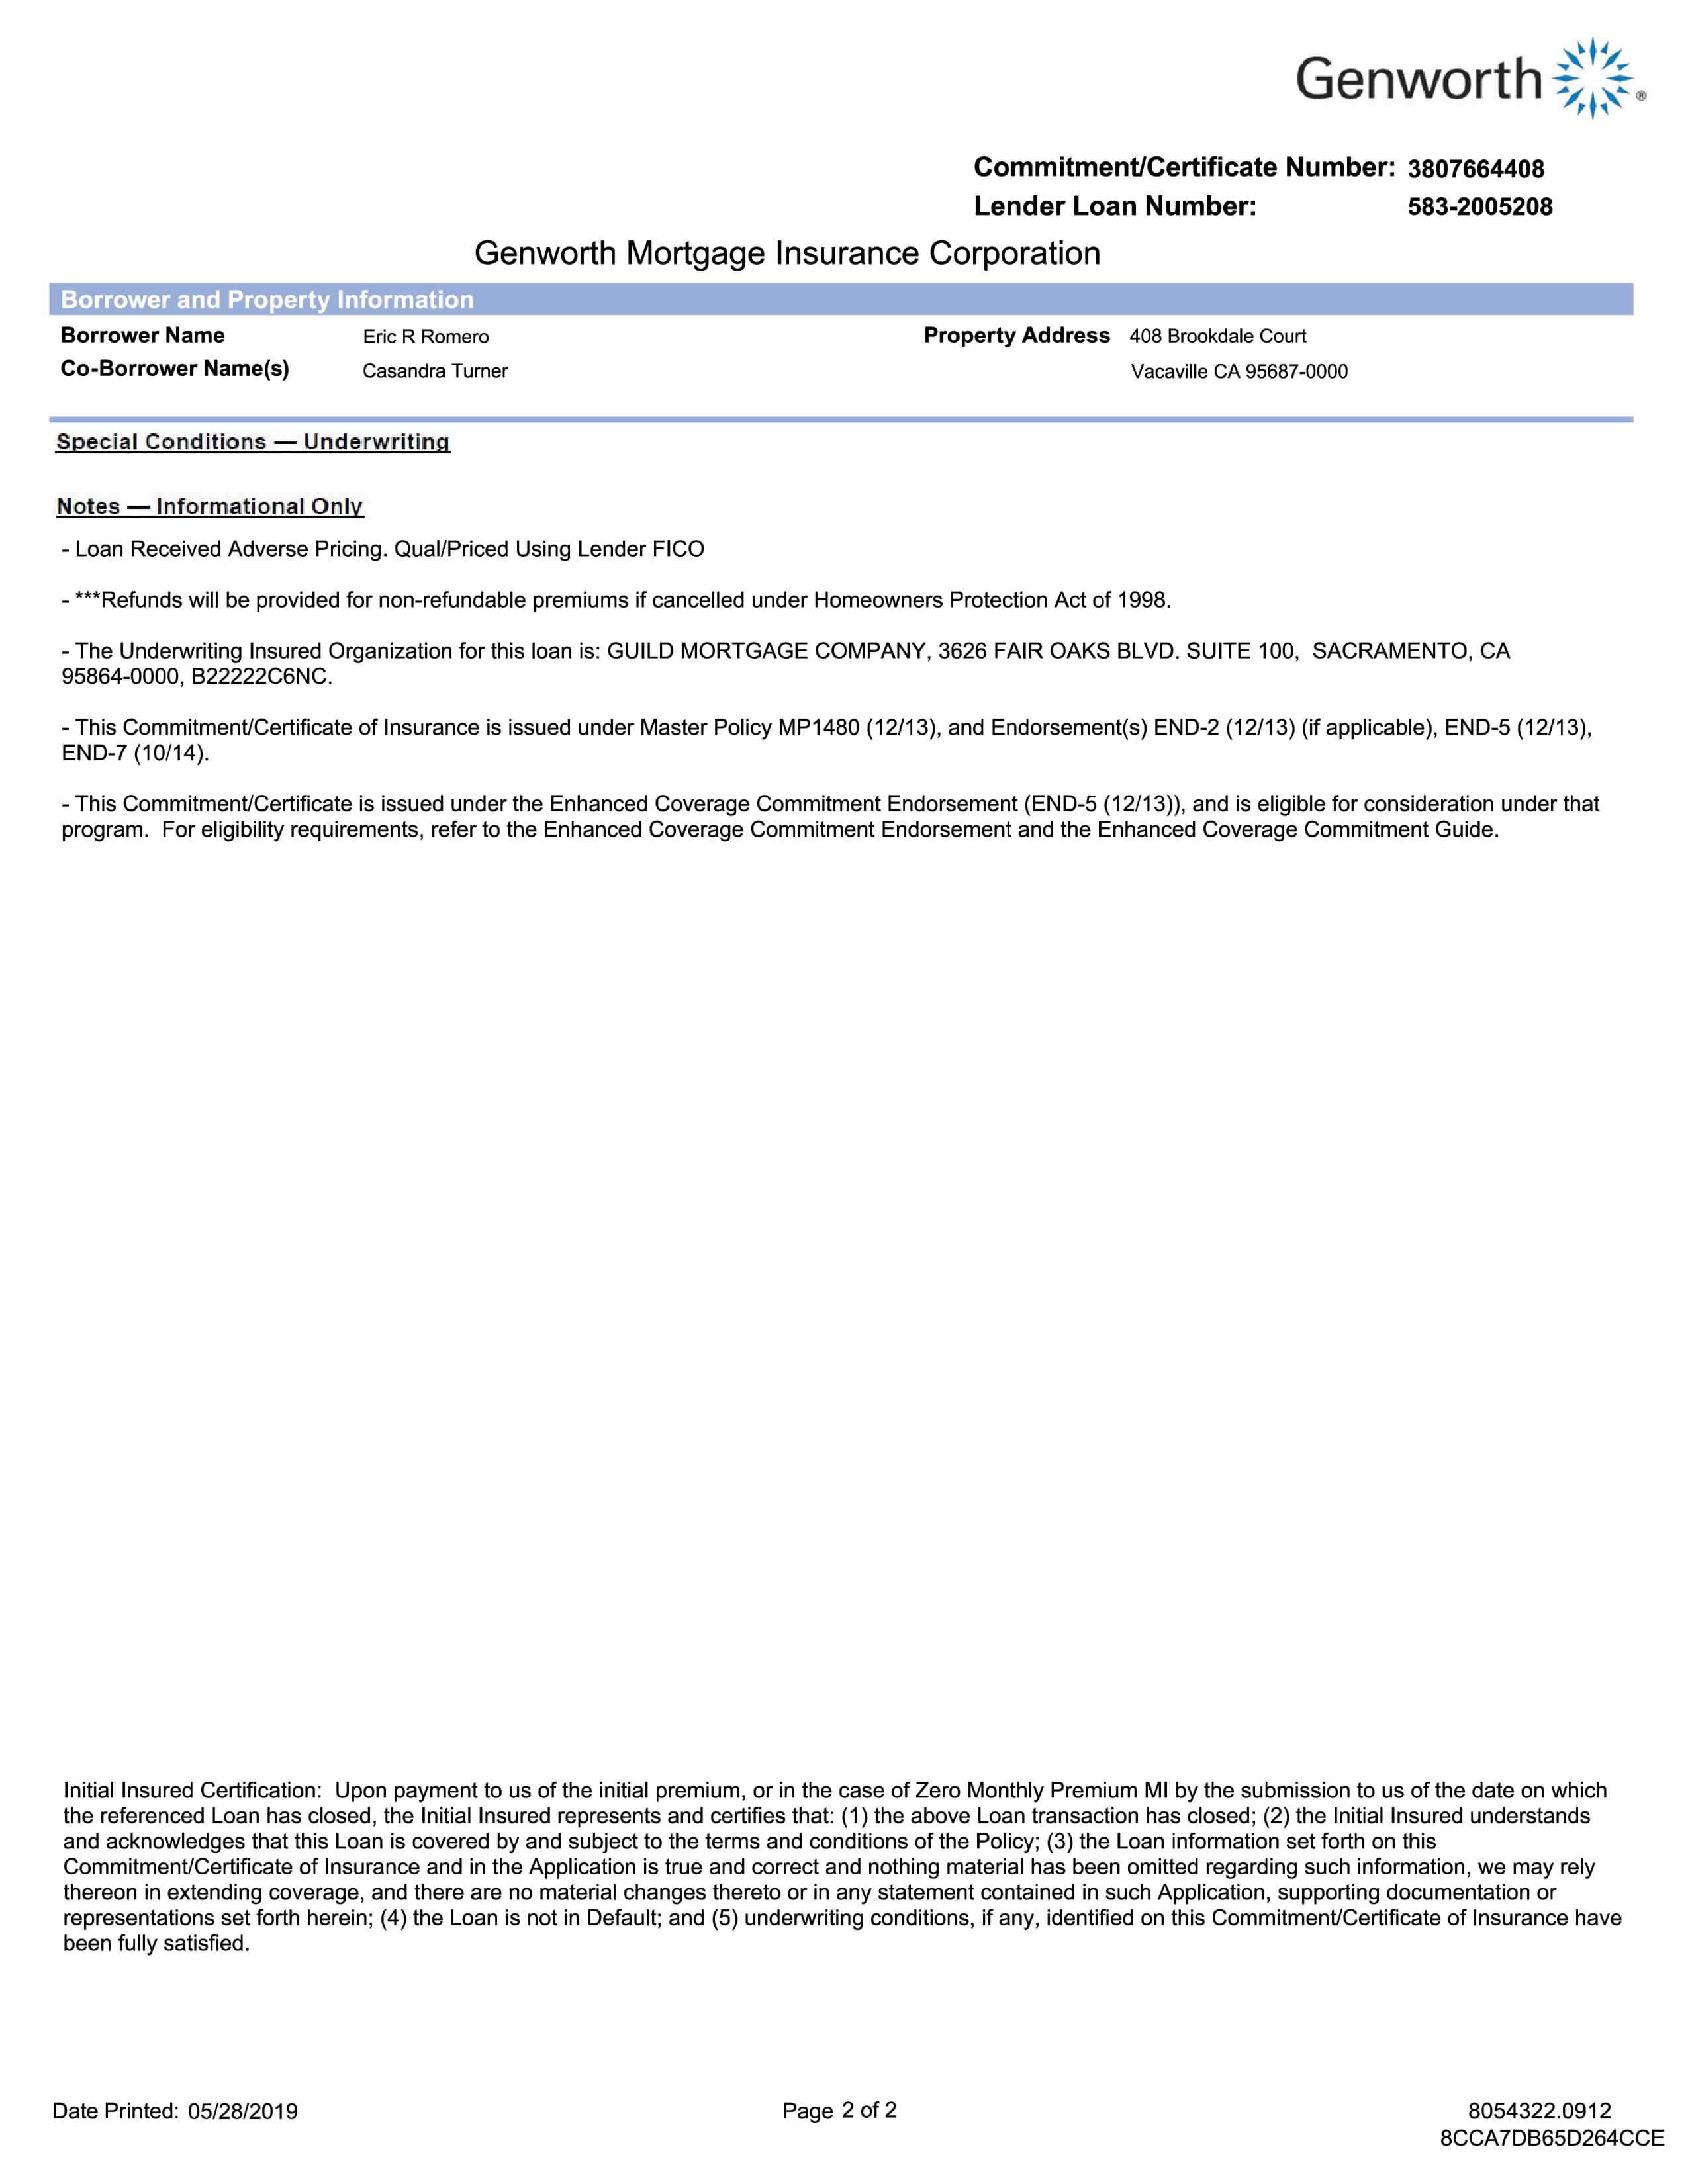 Genworth ®
Commitment/Certificate Number: 3807664408
Lender Loan Number: 583-2005208
Genworth Mortgage Insurance Corporation
Borrower and Property Information
Borrower Name Eric R Romero Property Address 408 Brookdale Court
Co-Borrower Name(s) Casandra Turner Vacaville CA 95687-0000
Special Conditions — Underwriting
Notes — Informational Only
- Loan Received Adverse Pricing. Qual/Priced Using Lender FICO
- ***Refunds will be provided for non-refundable premiums if cancelled under Homeowners Protection Act of 1998.
- The Underwriting Insured Organization for this loan is: GUILD MORTGAGE COMPANY, 3626 FAIR OAKS BLVD. SUITE 100, SACRAMENTO, CA
95864-0000, B22222C6NC.
- This Commitment/Certificate of Insurance is issued under Master Policy MP1480 (12/13), and Endorsement(s) END-2 (12/13) (if applicable), END-5 (12/13),
END-7 (10/14).
- This Commitment/Certificate is issued under the Enhanced Coverage Commitment Endorsement (END-5 (12/13)), and is eligible for consideration under that
program. For eligibility requirements, refer to the Enhanced Coverage Commitment Endorsement and the Enhanced Coverage Commitment Guide.
Initial Insured Certification: Upon payment to us of the initial premium, or in the case of Zero Monthly Premium MI by the submission to us of the date on which
the referenced Loan has closed, the Initial Insured represents and certifies that: (1) the above Loan transaction has closed; (2) the Initial Insured understands
and acknowledges that this Loan is covered by and subject to the terms and conditions of the Policy; (3) the Loan information set forth on this
Commitment/Certificate of Insurance and in the Application is true and correct and nothing material has been omitted regarding such information, we may rely
thereon in extending coverage, and there are no material changes thereto or in any statement contained in such Application, supporting documentation or
representations set forth herein; (4) the Loan is not in Default; and (5) underwriting conditions, if any, identified on this Commitment/Certificate of Insurance have
been fully satisfied.
Date Printed: 05/28/2019 Page 2 of 2 8054322.0912
8CCA7DB65D264CCE